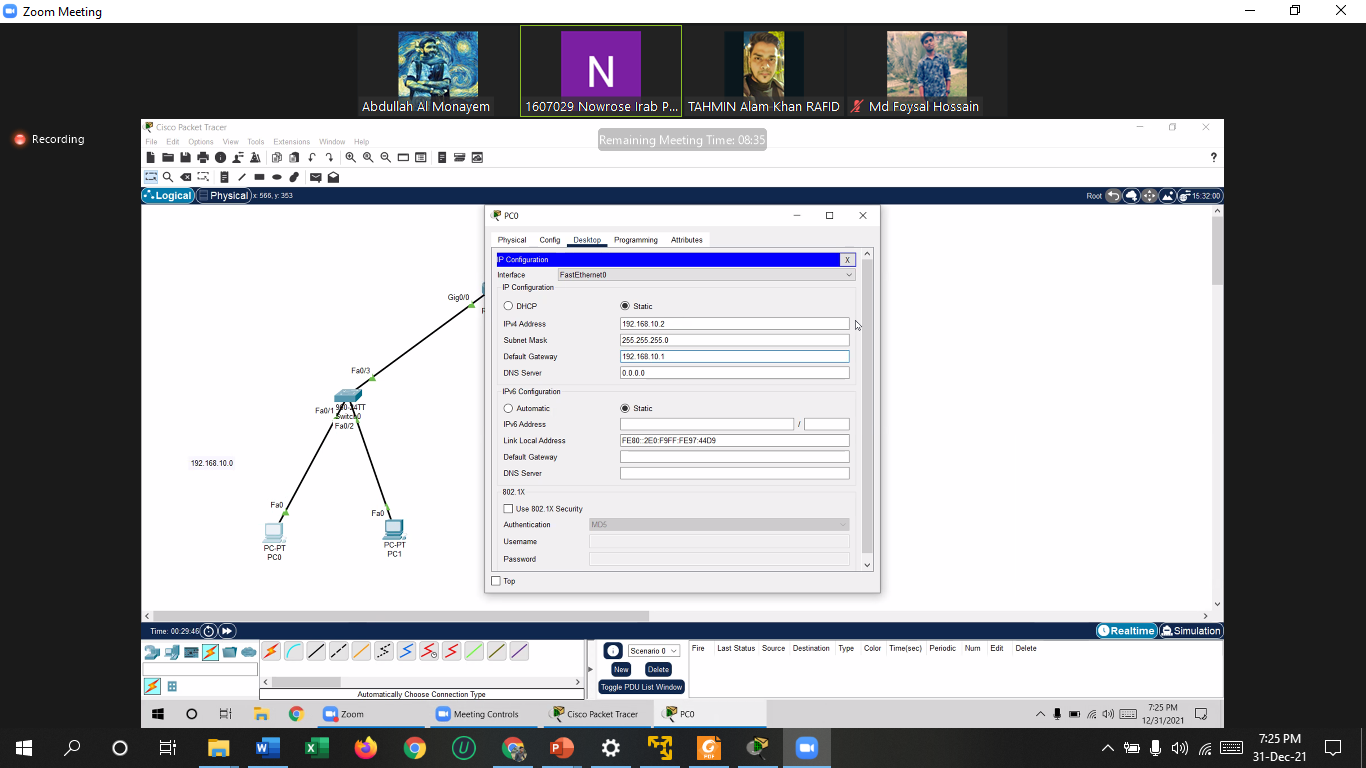 Zoom Meeting
N
Abdullah Al Monayem
1607029 Nowrose Irab P...
TAHMIN Alam Khan RAFID
Md Foysal Hossain
Recording
Cisco Packet Tracer
File Edit Options View Tools Extensions Window Help
Remaining Meeting Time: 08:35
?
Logical Physical x: 566, y: 353
Root 15:32:00
PC0
Physical Config Desktop Programming Attributes
IP Configuration X
Interface FastEthernet0
IP Configuration
DHCP Static
IPv4 Address 192.168.10.2
Subnet Mask 255.255.255.0
Default Gateway 192.168.10.1
DNS Server 0.0.0.0
IPv6 Configuration
Automatic Static
IPv6 Address /
Link Local Address FE80::2E0:F9FF:FE97:44D9
Default Gateway
DNS Server
802.1X
Use 802.1X Security
Authentication MD5
Username
Password
Top
Gig0/0
Fa0/3
Fa0/1
Switch0
Fa0/2
192.168.10.0
Fa0
PC-PT
PC0
Fa0
PC-PT
PC1
Time: 00:29:46
Realtime Simulation
Automatically Choose Connection Type
Scenario 0
New Delete
Toggle PDU List Window
Fire Last Status Source Destination Type Color Time(sec) Periodic Num Edit Delete
Zoom
Meeting Controls
Cisco Packet Tracer
PC0
7:25 PM
12/31/2021
7:25 PM
31-Dec-21